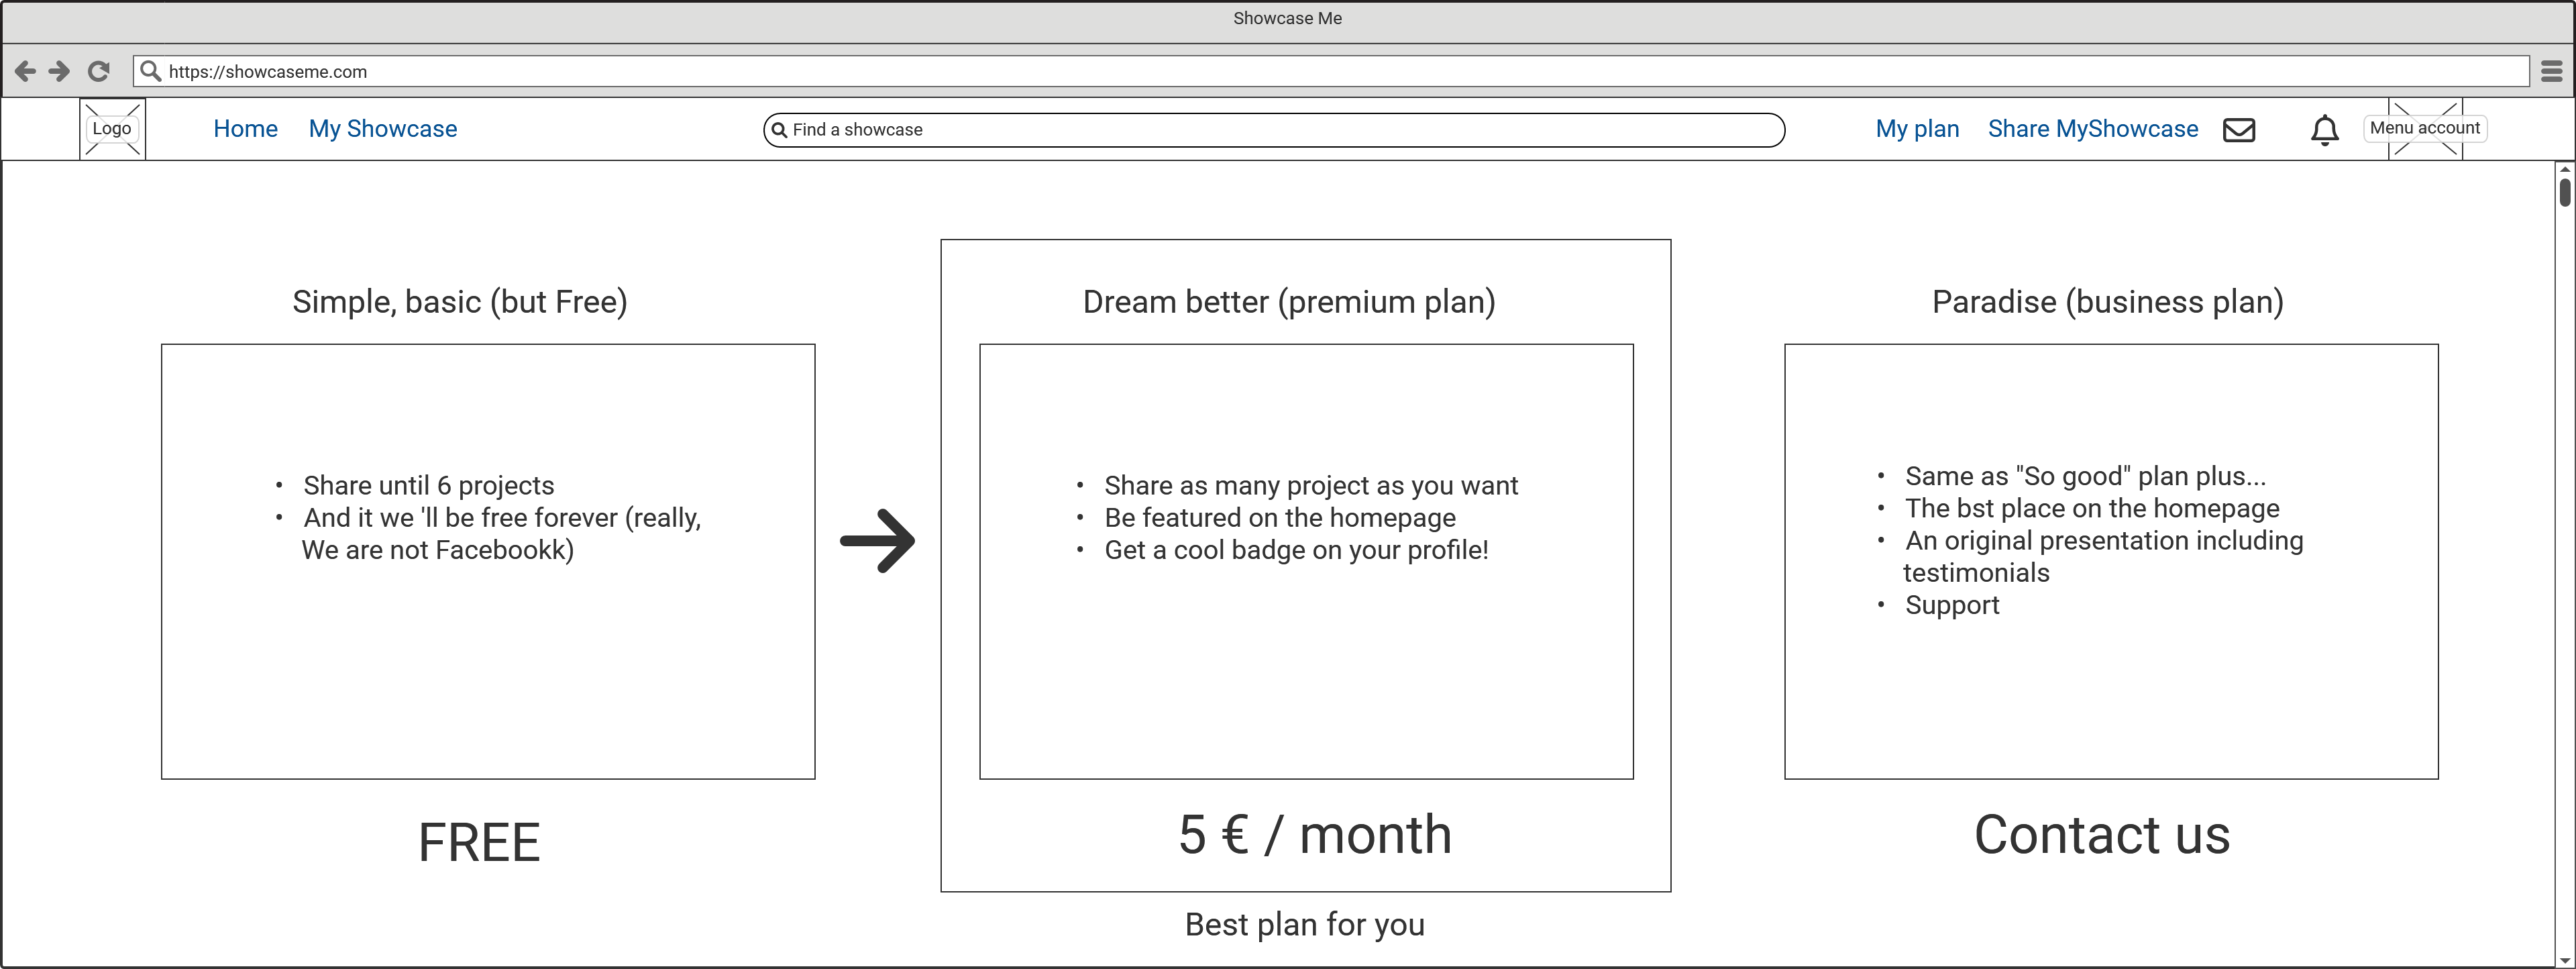 Showcase Me
https://showcaseme.com
Logo
Home
My Showcase
Find a showcase
My plan
Share MyShowcase
Menu account
Simple, basic (but Free)
• Share until 6 projects
• And it we 'll be free forever (really,
We are not Facebookk)
FREE
Dream better (premium plan)
• Share as many project as you want
• Be featured on the homepage
• Get a cool badge on your profile!
5 € / month
Best plan for you
Paradise (business plan)
• Same as "So good" plan plus...
• The bst place on the homepage
• An original presentation including
testimonials
• Support
Contact us